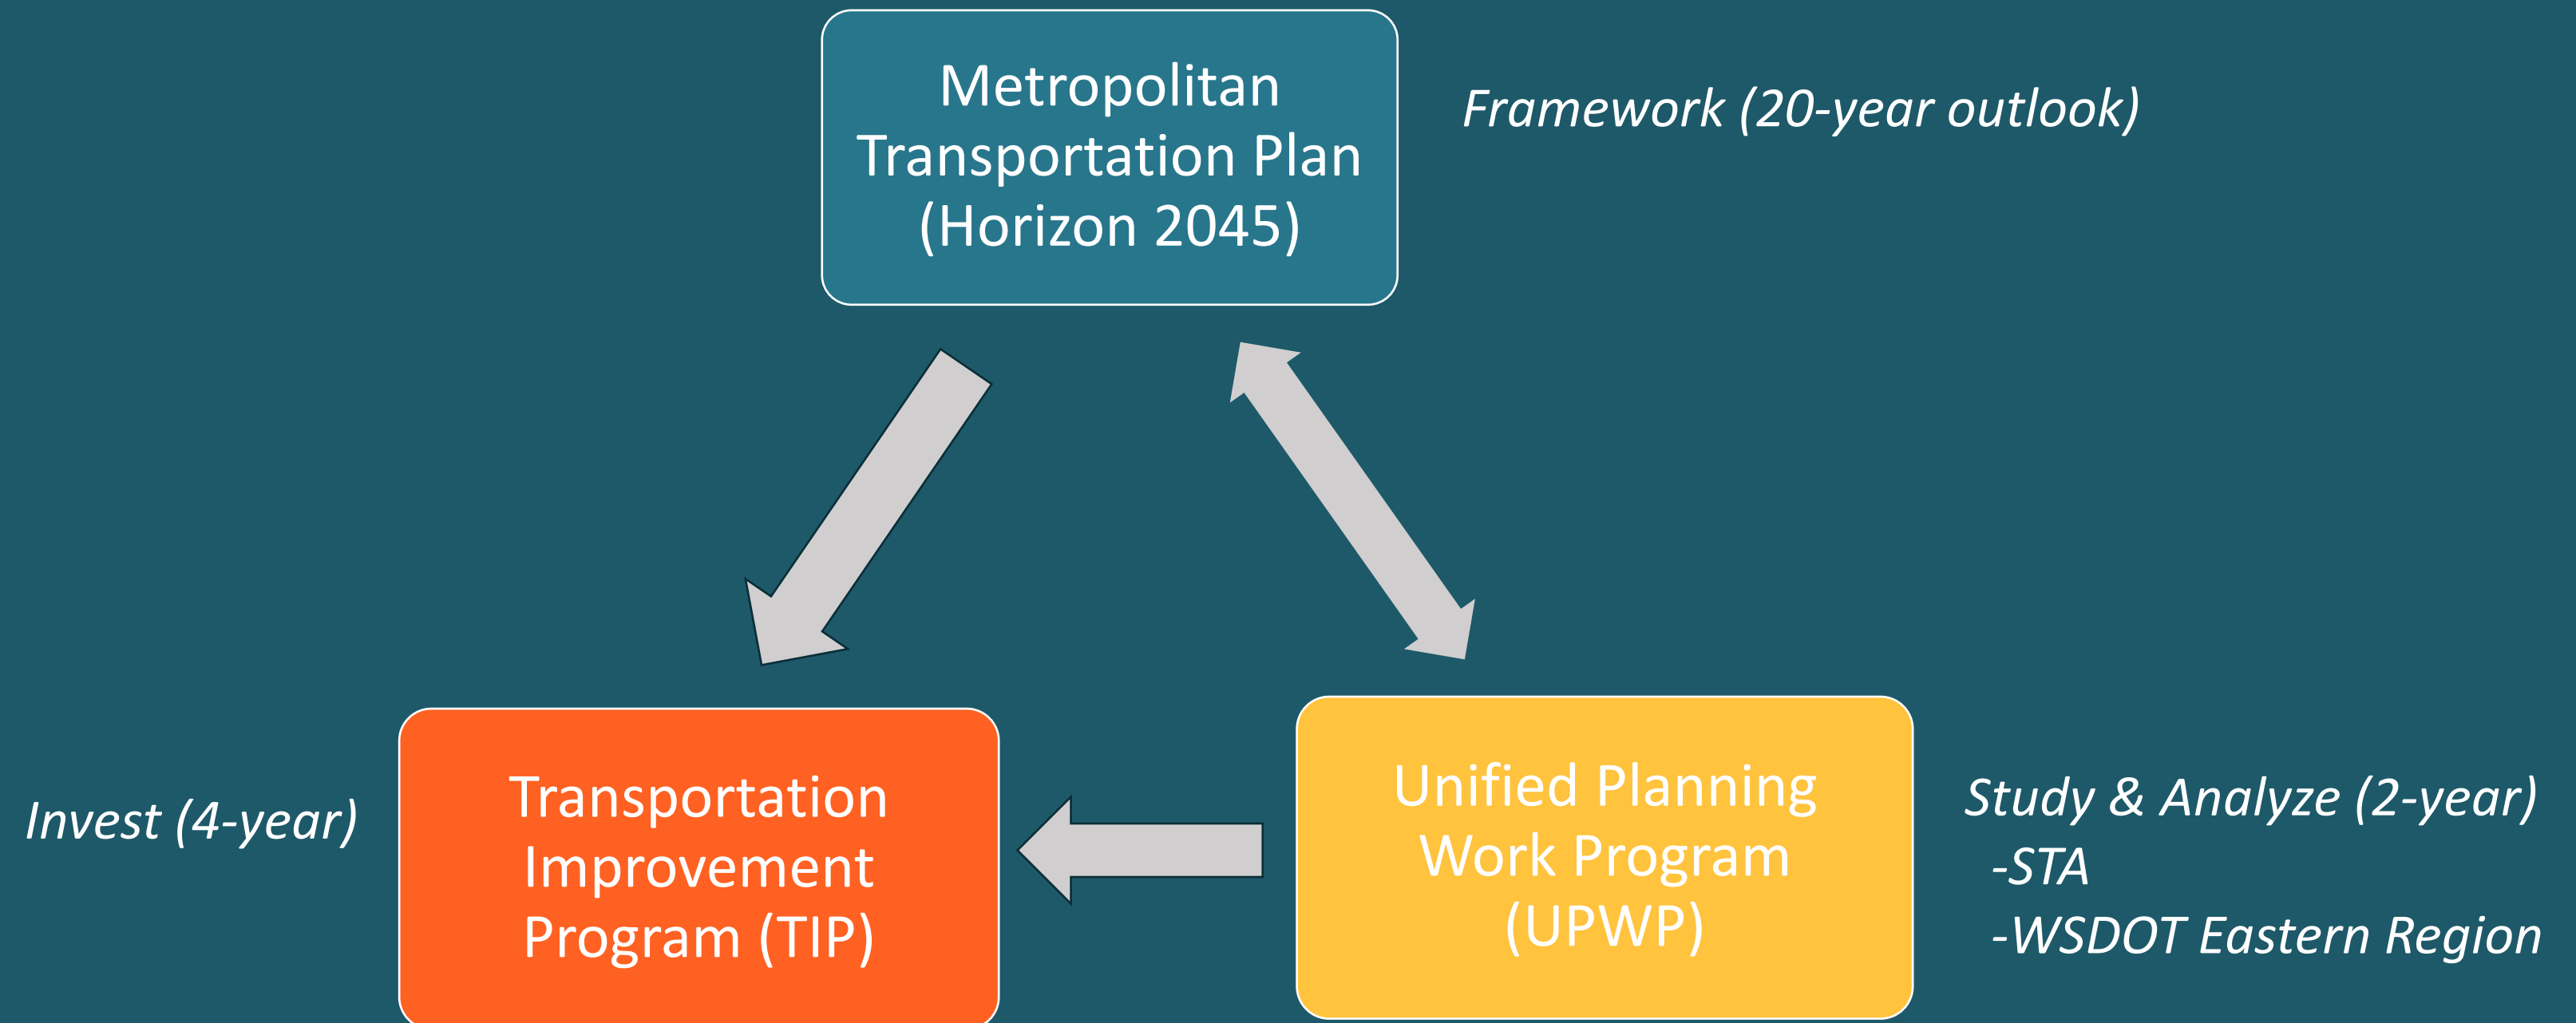 Metropolitan
Transportation Plan
(Horizon 2045)
Framework (20-year outlook)
Invest (4-year)
Transportation
Improvement
Program (TIP)
Unified Planning
Work Program
(UPWP)
Study & Analyze (2-year)
-STA
-WSDOT Eastern Region